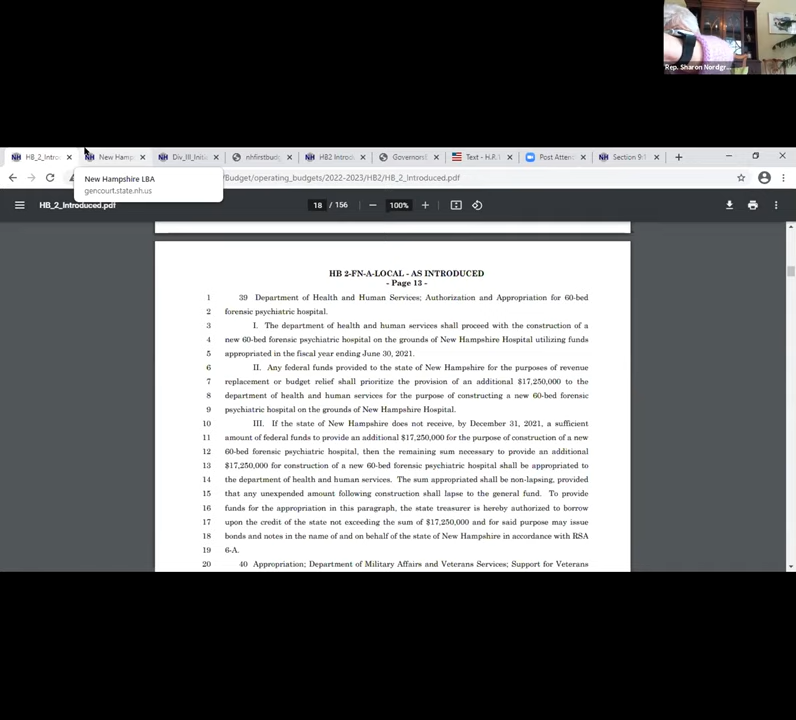 Rep. Sharon Nordgr...
HB_2_Intro
New Hamp
Div_III_Initi
nhfirstbud
HB2 Introd
Governors
Text - H.R.1
Post Atten
Section 9:1
New Hampshire LBA
gencourt.state.nh.us
/Budget/operating_budgets/2022-2023/HB2/HB_2_Introduced.pdf
HB_2_Introduced.pdf
18 / 156
100%
HB 2-FN-A-LOCAL - AS INTRODUCED
- Page 13 -
1 39 Department of Health and Human Services; Authorization and Appropriation for 60-bed
2 forensic psychiatric hospital.
3 I. The department of health and human services shall proceed with the construction of a
4 new 60-bed forensic psychiatric hospital on the grounds of New Hampshire Hospital utilizing funds
5 appropriated in the fiscal year ending June 30, 2021.
6 II. Any federal funds provided to the state of New Hampshire for the purposes of revenue
7 replacement or budget relief shall prioritize the provision of an additional $17,250,000 to the
8 department of health and human services for the purpose of constructing a new 60-bed forensic
9 psychiatric hospital on the grounds of New Hampshire Hospital.
10 III. If the state of New Hampshire does not receive, by December 31, 2021, a sufficient
11 amount of federal funds to provide an additional $17,250,000 for the purpose of construction of a new
12 60-bed forensic psychiatric hospital, then the remaining sum necessary to provide an additional
13 $17,250,000 for construction of a new 60-bed forensic psychiatric hospital shall be appropriated to
14 the department of health and human services. The sum appropriated shall be non-lapsing, provided
15 that any unexpended amount following construction shall lapse to the general fund. To provide
16 funds for the appropriation in this paragraph, the state treasurer is hereby authorized to borrow
17 upon the credit of the state not exceeding the sum of $17,250,000 and for said purpose may issue
18 bonds and notes in the name of and on behalf of the state of New Hampshire in accordance with RSA
19 6-A.
20 40 Appropriation; Department of Military Affairs and Veterans Services; Support for Veterans